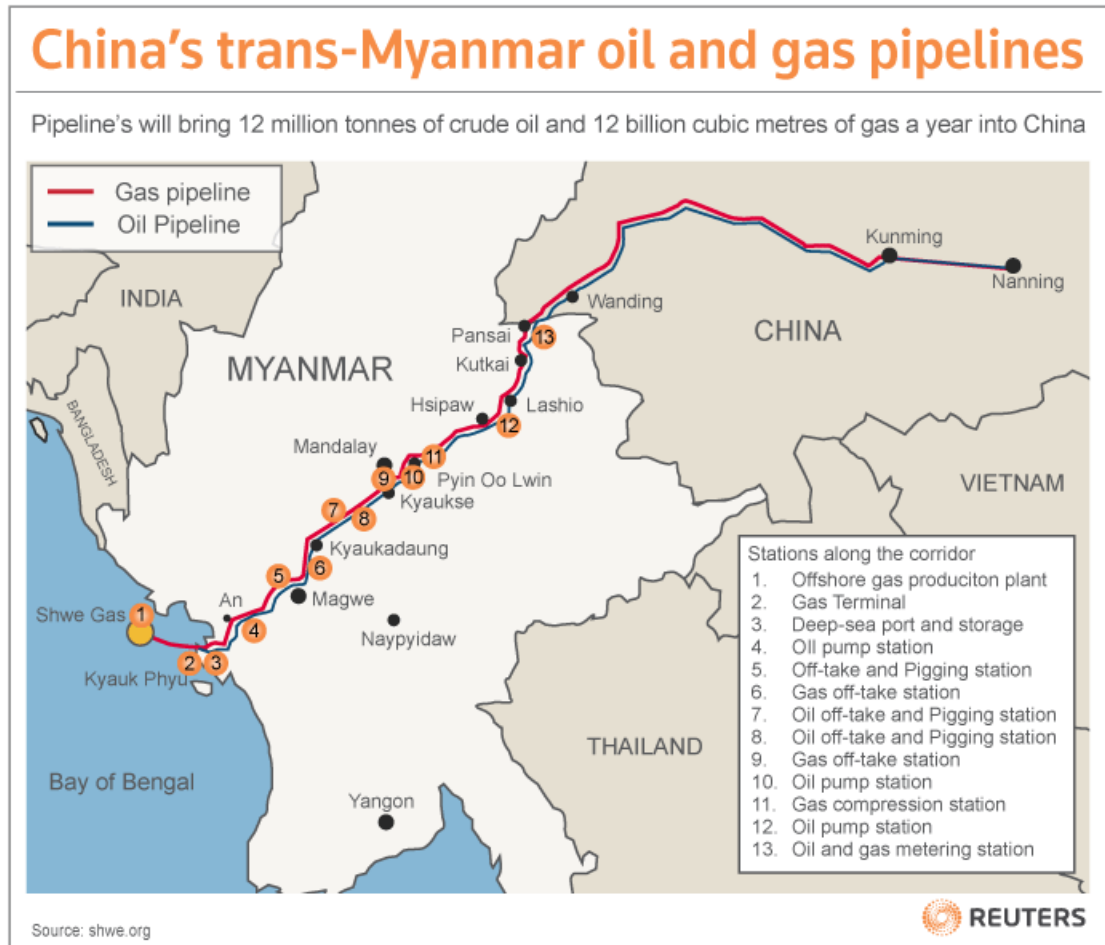 China's trans-Myanmar oil and gas pipelines
Pipeline's will bring 12 million tonnes of crude oil and 12 billion cubic metres of gas a year into China
Gas pipeline
Oil Pipeline
INDIA
BANGLADESH
MYANMAR
CHINA
VIETNAM
THAILAND
Kunming
Nanning
Wanding
Pansai
13
Kutkai
Hsipaw
Lashio
12
Mandalay
11
9
10
Pyin Oo Lwin
Kyaukse
7
8
Kyaukadaung
5
6
Magwe
An
4
Shwe Gas
1
Naypyidaw
2
3
Kyauk Phyu
Bay of Bengal
Yangon
Stations along the corridor
1. Offshore gas produciton plant
2. Gas Terminal
3. Deep-sea port and storage
4. OIl pump station
5. Off-take and Pigging station
6. Gas off-take station
7. Oil off-take and Pigging station
8. Oil off-take and Pigging station
9. Gas off-take station
10. Oil pump station
11. Gas compression station
12. Oil pump station
13. Oil and gas metering station
Source: shwe.org
REUTERS